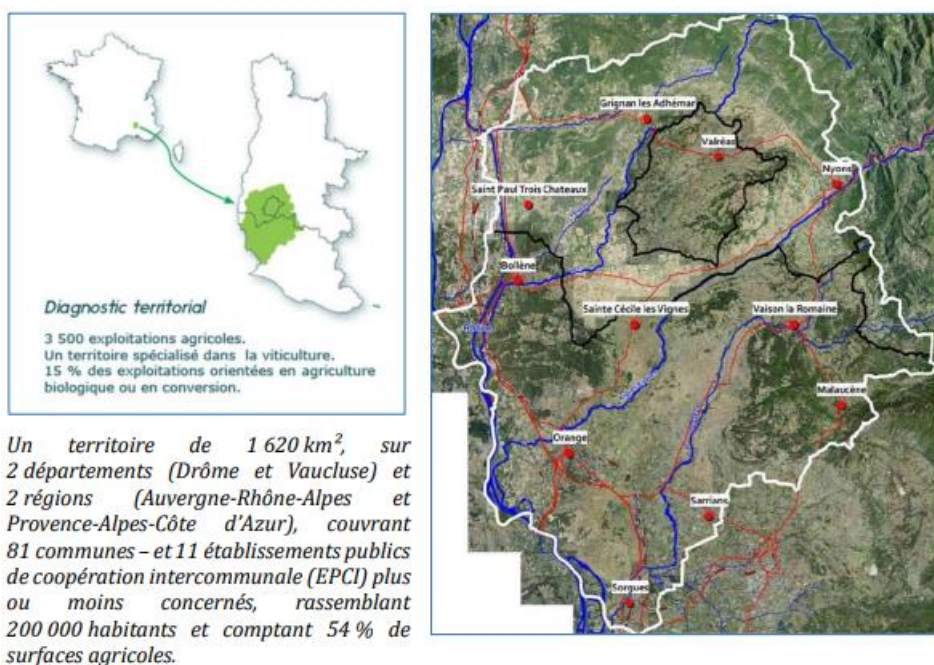 Diagnostic territorial
3 500 exploitations agricoles.
Un territoire spécialisé dans la viticulture.
15 % des exploitations orientées en agriculture
biologique ou en conversion.
Un territoire de 1 620 km², sur
2 départements (Drôme et Vaucluse) et
2 régions (Auvergne-Rhône-Alpes et
Provence-Alpes-Côte d'Azur), couvrant
81 communes – et 11 établissements publics
de coopération intercommunale (EPCI) plus
ou moins concernés, rassemblant
200 000 habitants et comptant 54 % de
surfaces agricoles.
Grignan les Adhémar
Valréas
Nyons
Saint Paul Trois Chateaux
Bollène
Sainte Cécile les Vignes
Vaison la Romaine
Malaucène
Orange
Sarrians
Sorgues